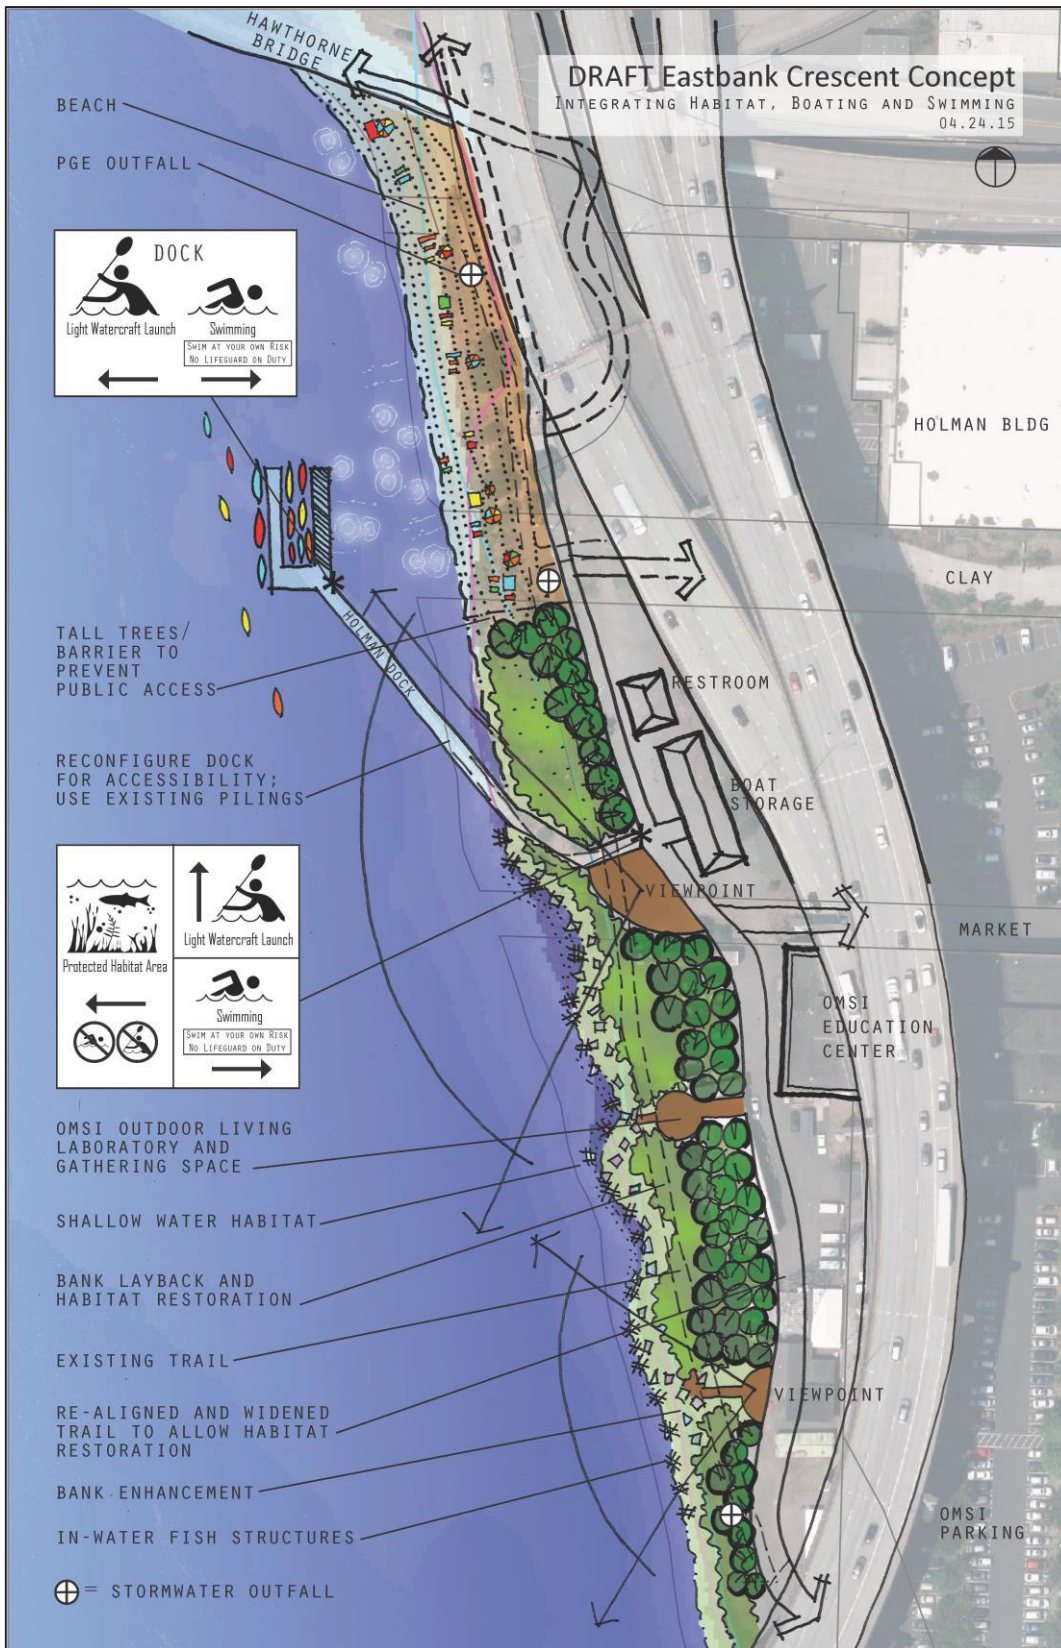 HAWTHORNE
BRIDGE
DRAFT Eastbank Crescent Concept
INTEGRATING HABITAT, BOATING AND SWIMMING
04.24.15
BEACH
PGE OUTFALL
DOCK
Light Watercraft Launch
Swimming
SWIM AT YOUR OWN RISK
NO LIFEGUARD ON DUTY
HOLMAN BLDG
CLAY
HOLMAN DOCK
TALL TREES/
BARRIER TO
PREVENT
PUBLIC ACCESS
RESTROOM
RECONFIGURE DOCK
FOR ACCESSIBILITY;
USE EXISTING PILINGS
BOAT
STORAGE
VIEWPOINT
MARKET
Protected Habitat Area
Light Watercraft Launch
Swimming
SWIM AT YOUR OWN RISK
NO LIFEGUARD ON DUTY
OMSI
EDUCATION
CENTER
OMSI OUTDOOR LIVING
LABORATORY AND
GATHERING SPACE
SHALLOW WATER HABITAT
BANK LAYBACK AND
HABITAT RESTORATION
EXISTING TRAIL
VIEWPOINT
RE-ALIGNED AND WIDENED
TRAIL TO ALLOW HABITAT
RESTORATION
BANK ENHANCEMENT
OMSI
PARKING
IN-WATER FISH STRUCTURES
= STORMWATER OUTFALL